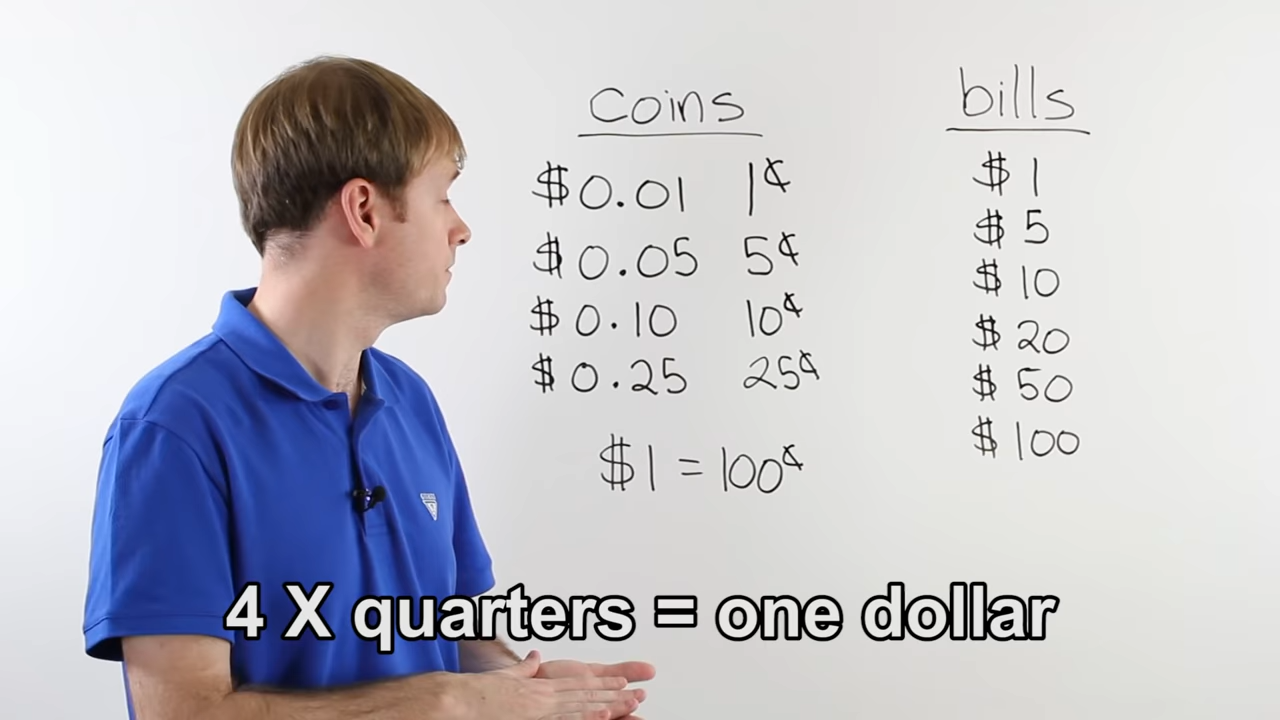 coins
$0.01 1¢
$0.05 5¢
$0.10 10¢
$0.25 25¢
$1 = 100¢
bills
$1
$5
$10
$20
$50
$100
4 X quarters = one dollar